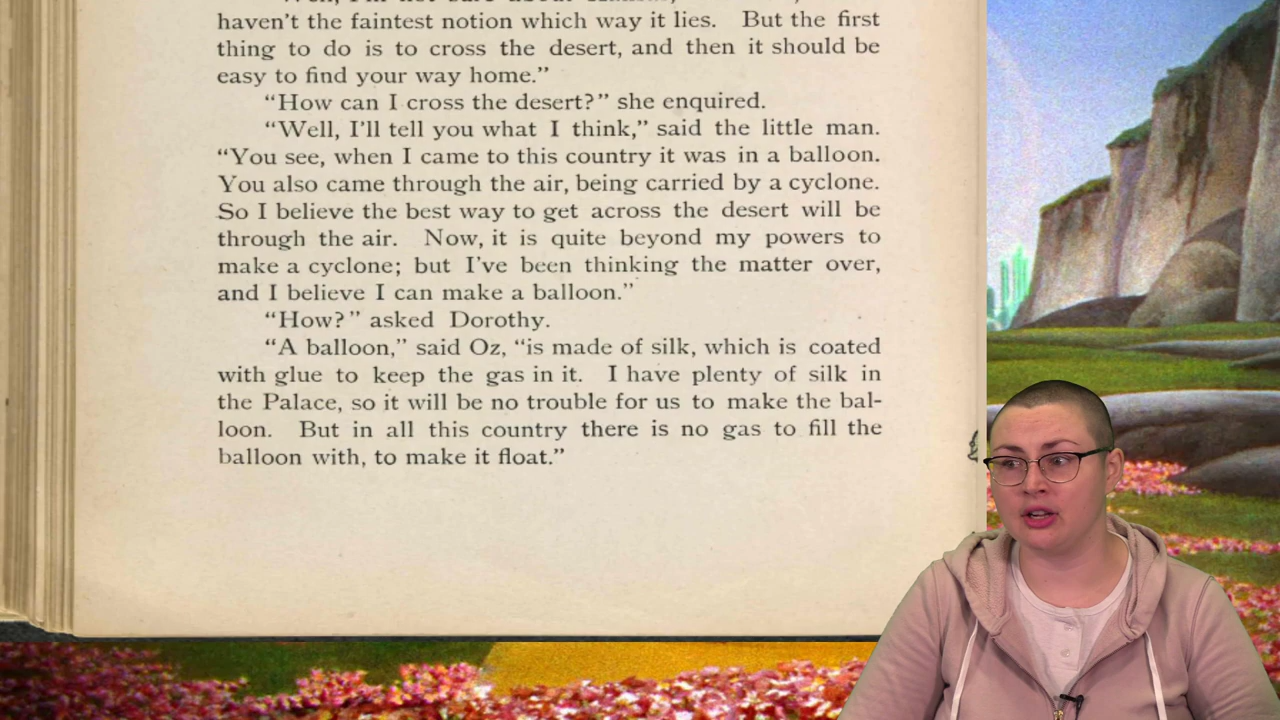 haven't the faintest notion which way it lies. But the first
thing to do is to cross the desert, and then it should be
easy to find your way home.”
“How can I cross the desert?” she enquired.
“Well, I'll tell you what I think,” said the little man.
“You see, when I came to this country it was in a balloon.
You also came through the air, being carried by a cyclone.
So I believe the best way to get across the desert will be
through the air. Now, it is quite beyond my powers to
make a cyclone; but I've been thinking the matter over,
and I believe I can make a balloon.”
“How?” asked Dorothy.
“A balloon,” said Oz, “is made of silk, which is coated
with glue to keep the gas in it. I have plenty of silk in
the Palace, so it will be no trouble for us to make the bal-
loon. But in all this country there is no gas to fill the
balloon with, to make it float.”